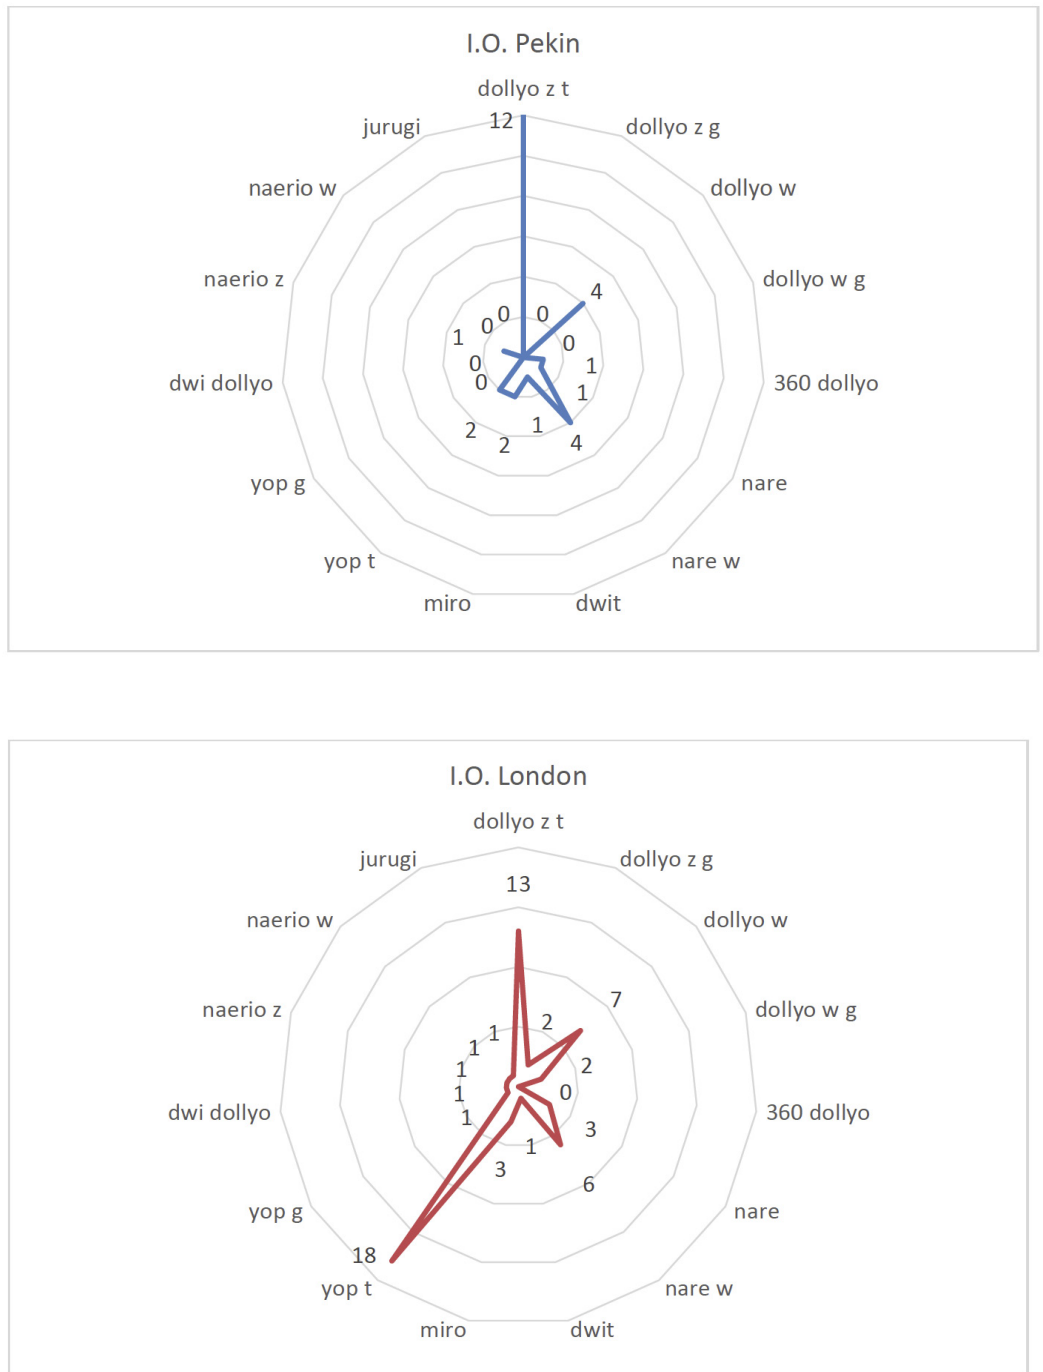 I.O. Pekin
dollyo z t
12
jurugi
dollyo z g
naerio w
dollyo w
naerio z
dollyo w g
4
0
0
0
0
1
0
1
dwi dollyo
360 dollyo
0
1
2
1
4
2
yop g
nare
yop t
nare w
miro
dwit
I.O. London
dollyo z t
jurugi
dollyo z g
13
naerio w
dollyo w
naerio z
dollyo w g
7
1
2
1
1
2
1
0
dwi dollyo
360 dollyo
1
3
1
3
6
yop g
nare
18
yop t
nare w
miro
dwit